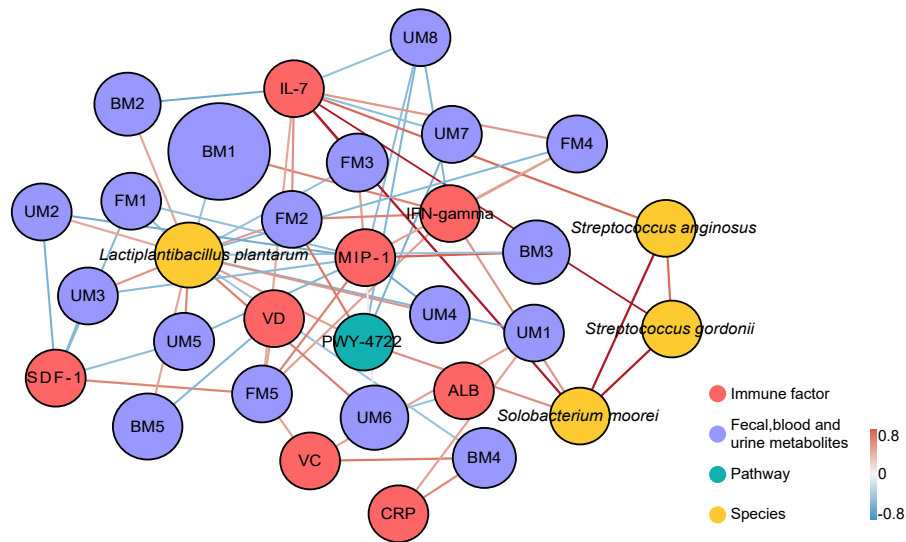 UM8
IL-7
BM2
UM7
FM4
BM1
FM3
FM1
UM2
FM2
IFN-gamma
Streptococcus anginosus
Lactiplantibacillus plantarum
MIP-1
BM3
UM3
UM4
VD
UM1
Streptococcus gordonii
UM5
PWY-4722
SDF-1
FM5
ALB
Immune factor
BM5
UM6
Solobacterium moorei
Fecal,blood and
urine metabolites
0.8
VC
BM4
Pathway
0
CRP
Species
-0.8